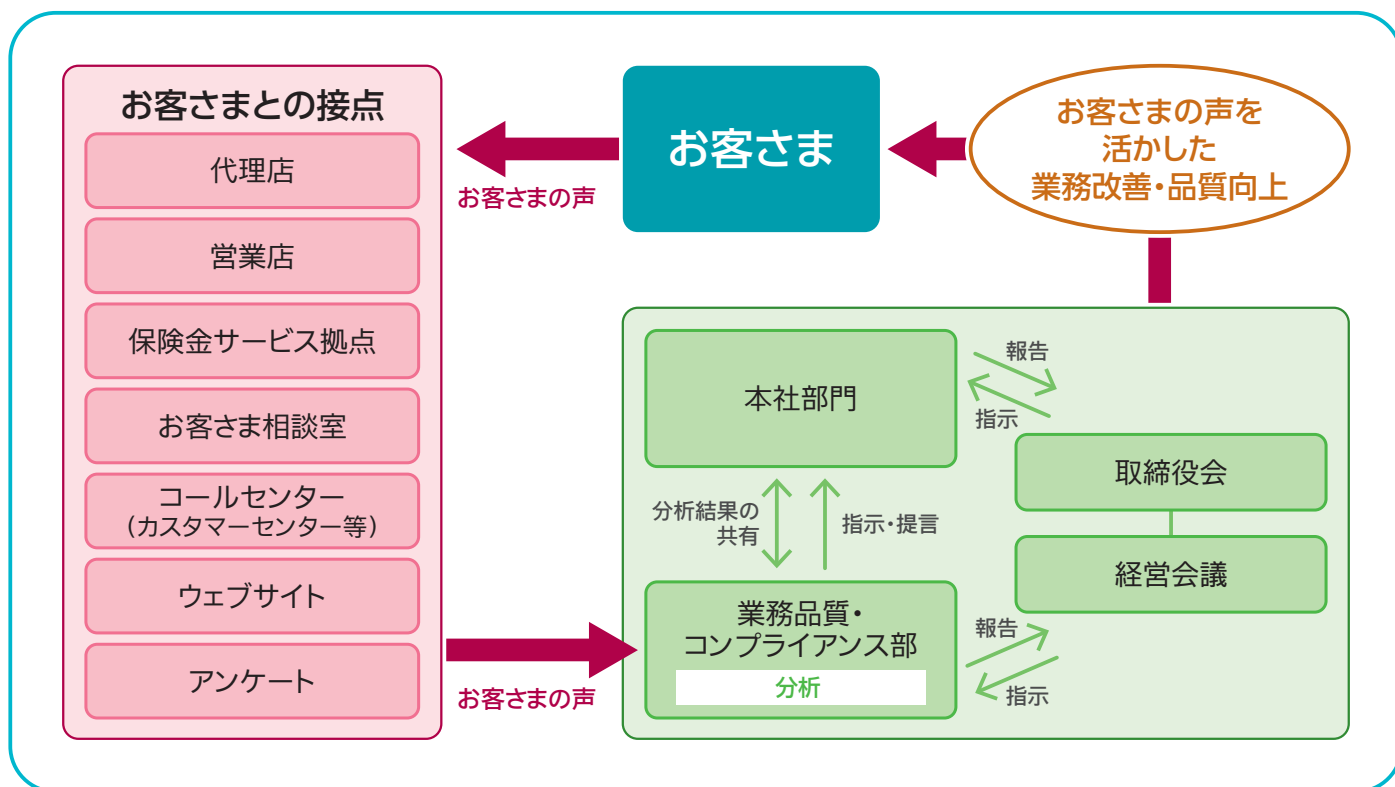 お客さまとの接点
代理店
営業店
保険金サービス拠点
お客さま相談室
コールセンター
(カスタマーセンター等)
ウェブサイト
アンケート
お客さまの声
お客さま
お客さまの声を
活かした
業務改善・品質向上
本社部門
報告
指示
取締役会
経営会議
分析結果の
共有
指示・提言
業務品質・
コンプライアンス部
分析
報告
指示
お客さまの声